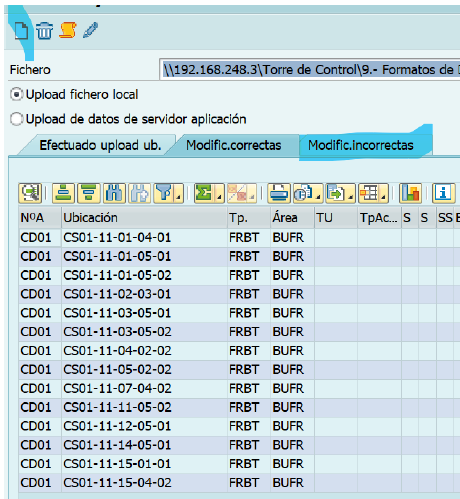 Fichero \\192.168.248.3\Torre de Control\9.- Formatos de
Upload fichero local
Upload de datos de servidor aplicación
Efectuado upload ub. Modific.correctas Modific.incorrectas
NºA Ubicación Tp. Área TU TpAc... S S SS
CD01 CS01-11-01-04-01 FRBT BUFR
CD01 CS01-11-01-05-01 FRBT BUFR
CD01 CS01-11-01-05-02 FRBT BUFR
CD01 CS01-11-02-03-01 FRBT BUFR
CD01 CS01-11-03-05-01 FRBT BUFR
CD01 CS01-11-03-05-02 FRBT BUFR
CD01 CS01-11-04-02-02 FRBT BUFR
CD01 CS01-11-05-02-02 FRBT BUFR
CD01 CS01-11-07-04-02 FRBT BUFR
CD01 CS01-11-11-05-02 FRBT BUFR
CD01 CS01-11-12-05-01 FRBT BUFR
CD01 CS01-11-14-05-01 FRBT BUFR
CD01 CS01-11-15-01-01 FRBT BUFR
CD01 CS01-11-15-04-02 FRBT BUFR